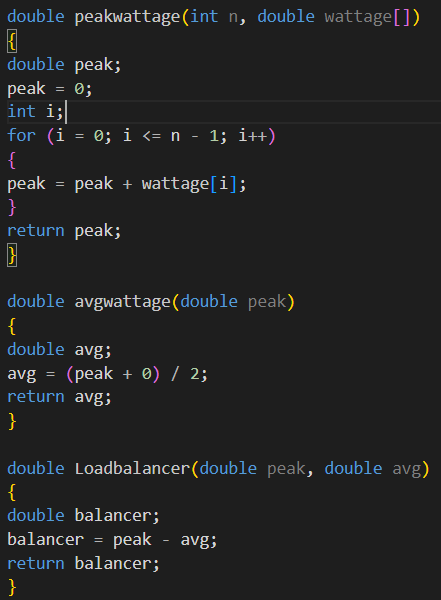 double peakwattage(int n, double wattage[])
{
double peak;
peak = 0;
int i;
for (i = 0; i <= n - 1; i++)
{
peak = peak + wattage[i];
}
return peak;
}
double avgwattage(double peak)
{
double avg;
avg = (peak + 0) / 2;
return avg;
}
double Loadbalancer(double peak, double avg)
{
double balancer;
balancer = peak - avg;
return balancer;
}